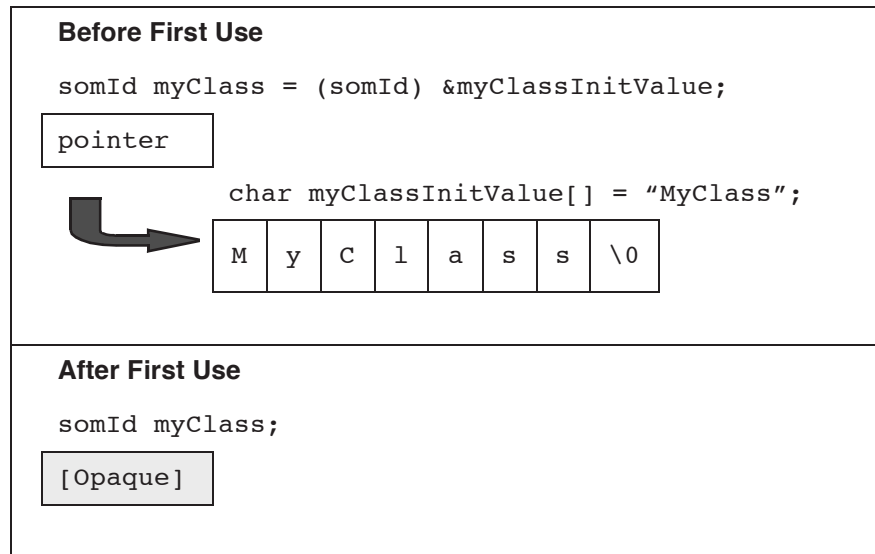 Before First Use
somId myClass = (somId) &myClassInitValue;
pointer
char myClassInitValue[] = “MyClass”;
M y C l a s s \0
After First Use
somId myClass;
[Opaque]